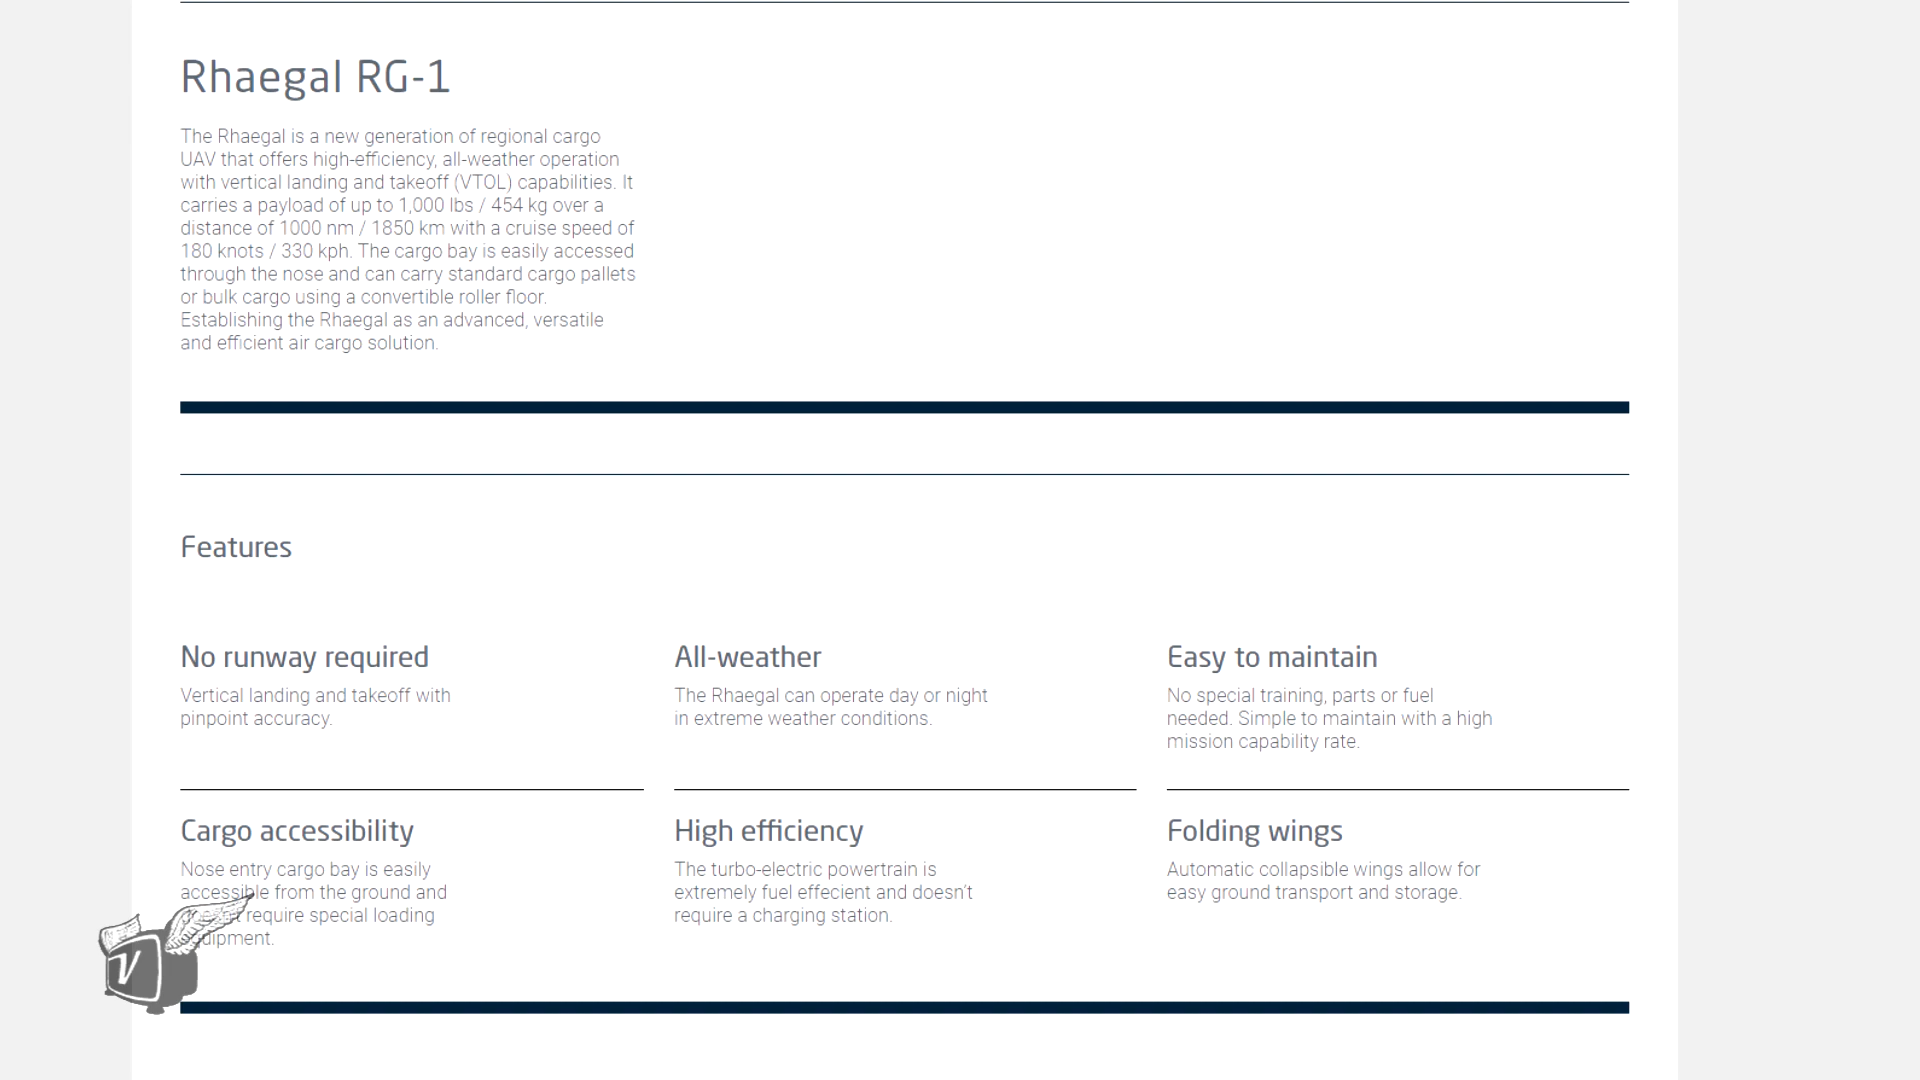 Rhaegal RG-1
The Rhaegal is a new generation of regional cargo
UAV that offers high-efficiency, all-weather operation
with vertical landing and takeoff (VTOL) capabilities. It
carries a payload of up to 1,000 lbs / 454 kg over a
distance of 1000 nm / 1850 km with a cruise speed of
180 knots / 330 kph. The cargo bay is easily accessed
through the nose and can carry standard cargo pallets
or bulk cargo using a convertible roller floor.
Establishing the Rhaegal as an advanced, versatile
and efficient air cargo solution.
Features
No runway required
Vertical landing and takeoff with
pinpoint accuracy.
All-weather
The Rhaegal can operate day or night
in extreme weather conditions.
Easy to maintain
No special training, parts or fuel
needed. Simple to maintain with a high
mission capability rate.
Cargo accessibility
Nose entry cargo bay is easily
accessible from the ground and
doesn't require special loading
equipment.
High efficiency
The turbo-electric powertrain is
extremely fuel effecient and doesn't
require a charging station.
Folding wings
Automatic collapsible wings allow for
easy ground transport and storage.
V